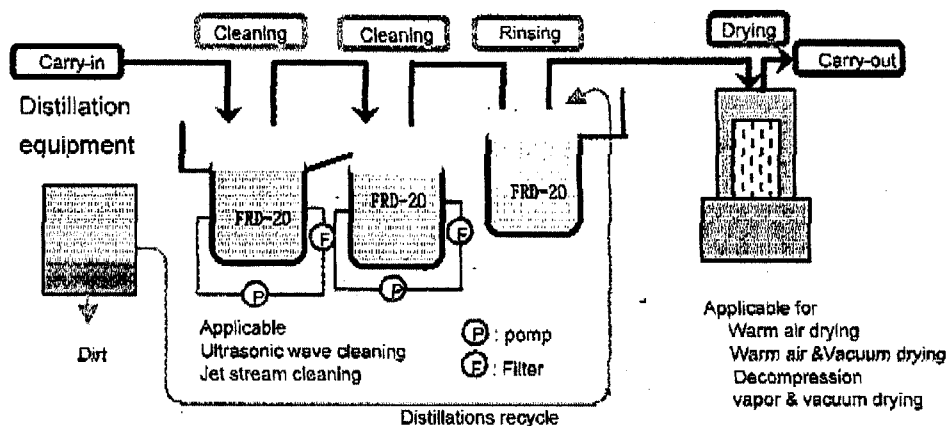 Cleaning
Cleaning
Rinsing
Drying
Carry-in
Carry-out
Distillation
equipment
FRD-20
FRD-20
FRD-20
F
F
P
P
Dirt
Applicable
Ultrasonic wave cleaning
Jet stream cleaning
P : pomp
F : Filter
Distillations recycle
Applicable for
Warm air drying
Warm air &Vacuum drying
Decompression
vapor & vacuum drying